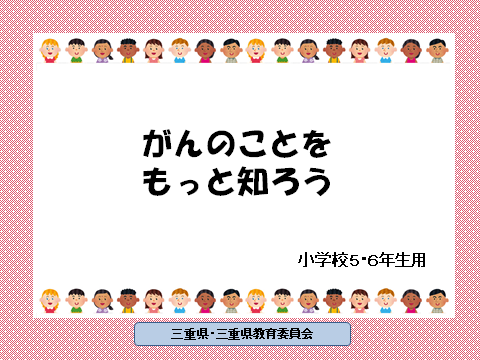 がんのことを
もっと知ろう
小学校5・6年生用
三重県・三重県教育委員会